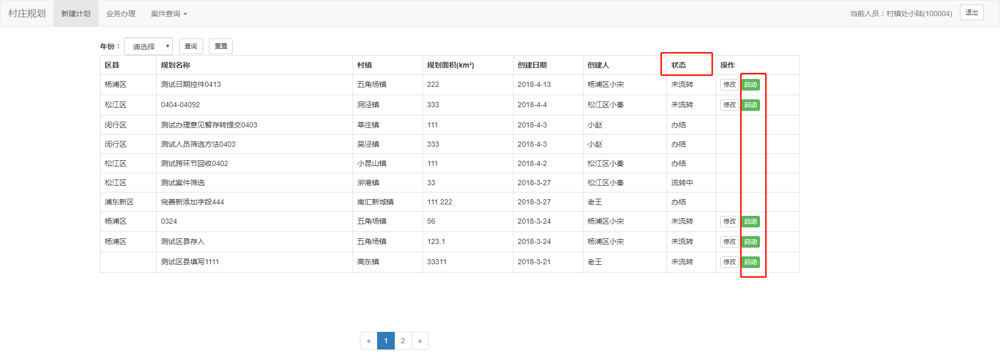 村庄规划 新建计划 业务办理 案件查询 当前人员：村镇处小陆(100004) 退出
年份： 请选择 查询 重置
区县 规划名称 村镇 规划面积(km²) 创建日期 创建人 状态 操作
杨浦区 测试日期控件0413 五角场镇 222 2018-4-13 杨浦区小宋 未流转 修改 启动
松江区 0404-04092 洞泾镇 333 2018-4-4 松江区小秦 未流转 修改 启动
闵行区 测试办理意见暂存转提交0403 莘庄镇 111 2018-4-3 小赵 办结
闵行区 测试人员筛选方法0403 吴泾镇 333 2018-4-3 小赵 办结
松江区 测试跨环节回收0402 小昆山镇 111 2018-4-2 松江区小秦 办结
松江区 测试案件筛选 泖港镇 33 2018-3-27 松江区小秦 流转中
浦东新区 完善新添加字段444 南汇新城镇 111.222 2018-3-27 老王 办结
杨浦区 0324 五角场镇 56 2018-3-24 杨浦区小宋 未流转 修改 启动
杨浦区 测试区县存入 五角场镇 123.1 2018-3-24 杨浦区小宋 未流转 修改 启动
测试区县填写1111 高东镇 33311 2018-3-21 老王 未流转 修改 启动
« 1 2 »